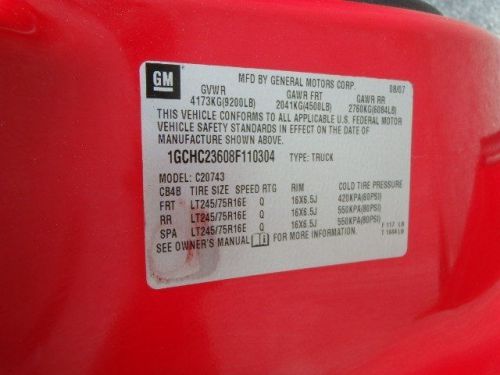 GM
MFD BY GENERAL MOTORS CORP. 08/07
GVWR GAWR FRT GAWR RR
4173KG(9200LB) 2041KG(4500LB) 2760KG(6084LB)
THIS VEHICLE CONFORMS TO ALL APPLICABLE U.S. FEDERAL MOTOR
VEHICLE SAFETY STANDARDS IN EFFECT ON THE DATE OF
MANUFACTURE SHOWN ABOVE.
1GCHC23608F110304 TYPE: TRUCK
MODEL: C20743
CB4B TIRE SIZE SPEED RTG RIM COLD TIRE PRESSURE
FRT LT245/75R16E Q 16X6.5J 420KPA(60PSI)
RR LT245/75R16E Q 16X6.5J 550KPA(80PSI)
SPA LT245/75R16E Q 16X6.5J 550KPA(80PSI)
SEE OWNER'S MANUAL FOR MORE INFORMATION. F 117 LB
T 1684 LB